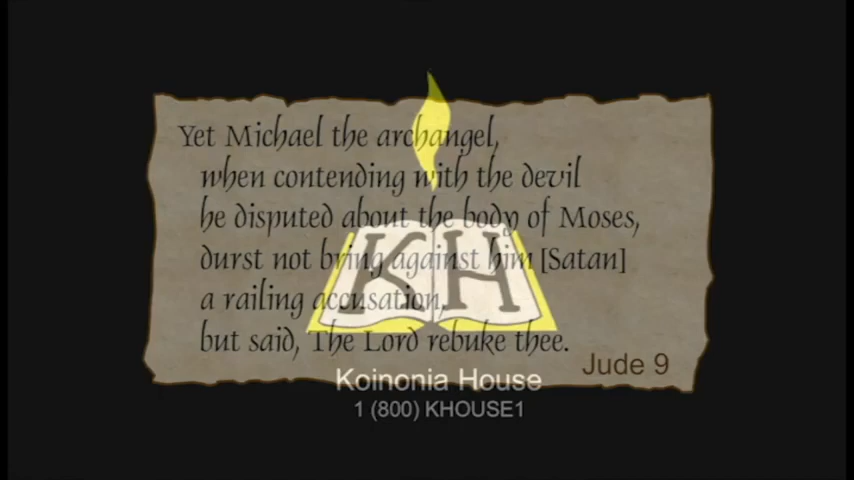 Yet Michael the archangel,
when contending with the devil
he disputed about the body of Moses,
durst not bring against him [Satan]
a railing accusation,
but said, The Lord rebuke thee.
Jude 9
KH
Koinonia House
1 (800) KHOUSE1